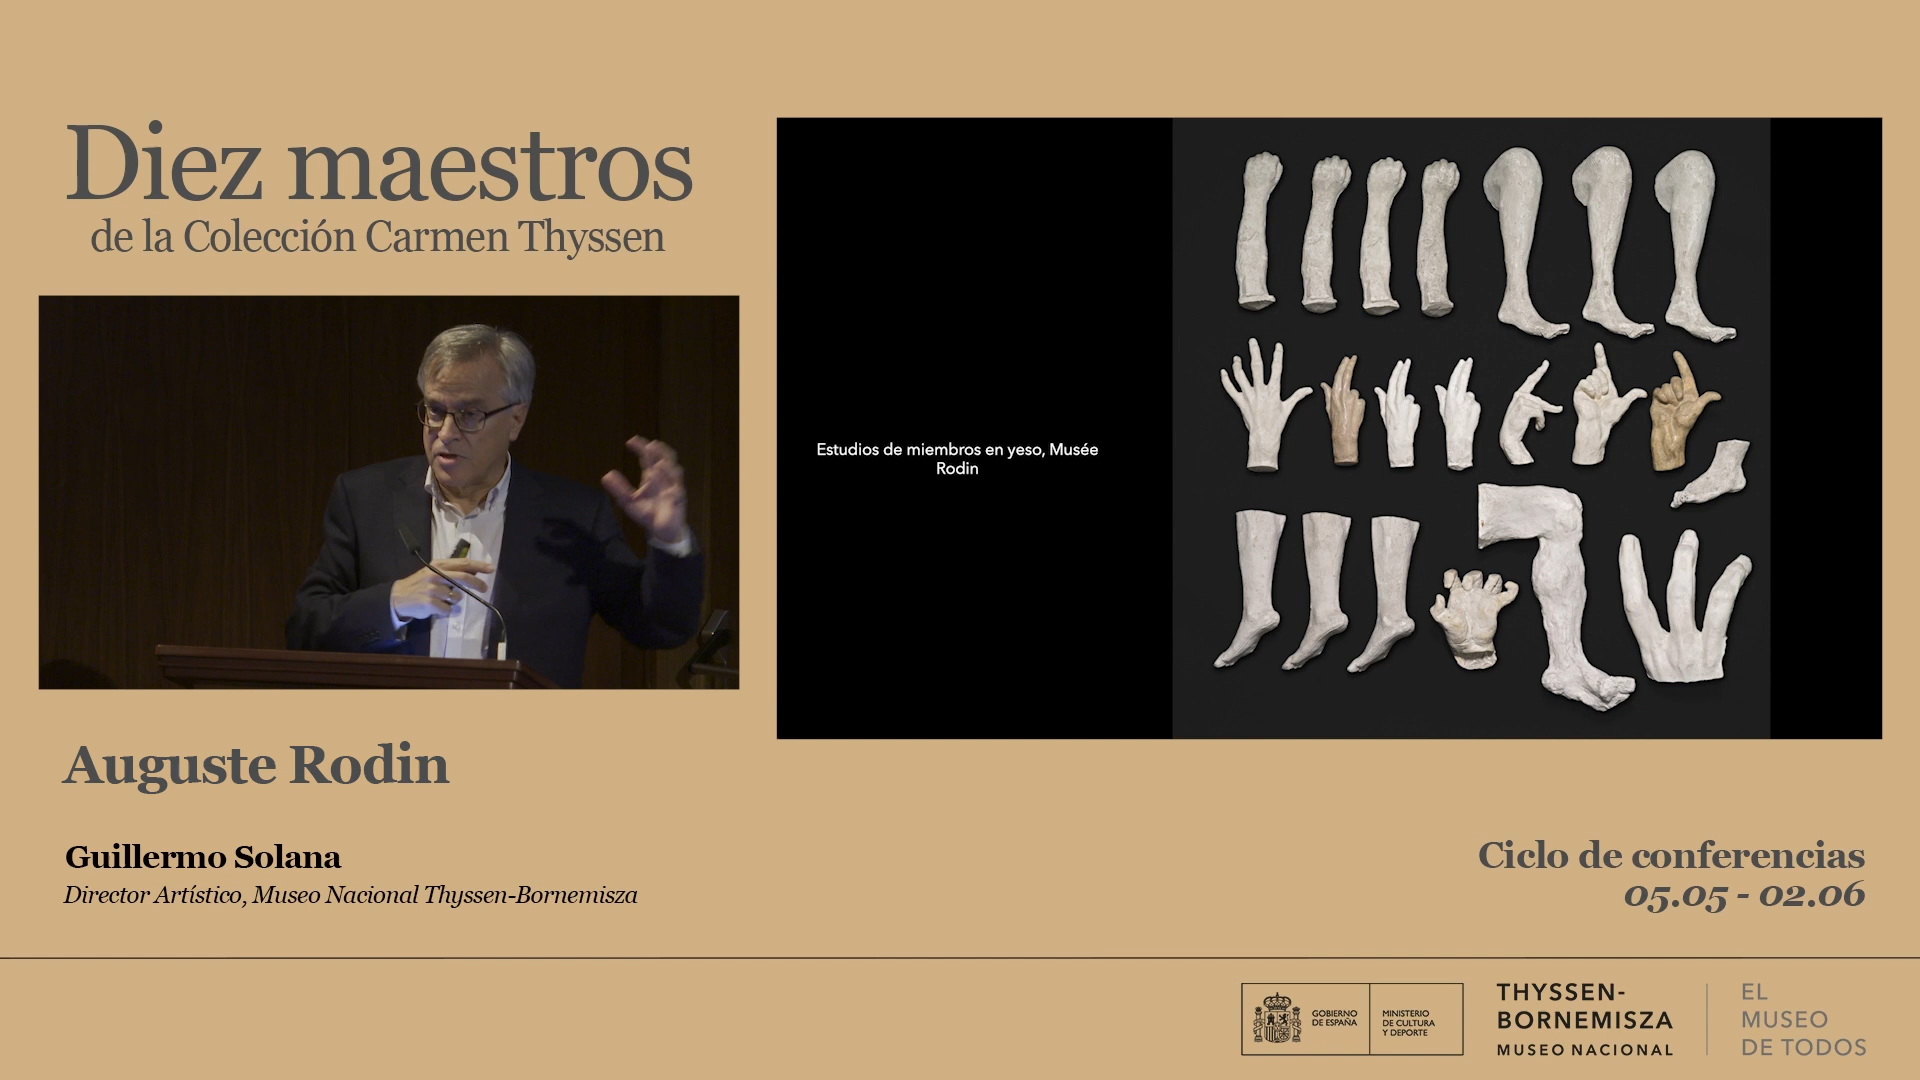 Diez maestros
de la Colección Carmen Thyssen
Estudios de miembros en yeso, Musée
Rodin
Auguste Rodin
Guillermo Solana
Director Artístico, Museo Nacional Thyssen-Bornemisza
Ciclo de conferencias
05.05 - 02.06
GOBIERNO
DE ESPAÑA
MINISTERIO
DE CULTURA
Y DEPORTE
THYSSEN-
BORNEMISZA
MUSEO NACIONAL
EL
MUSEO
DE TODOS